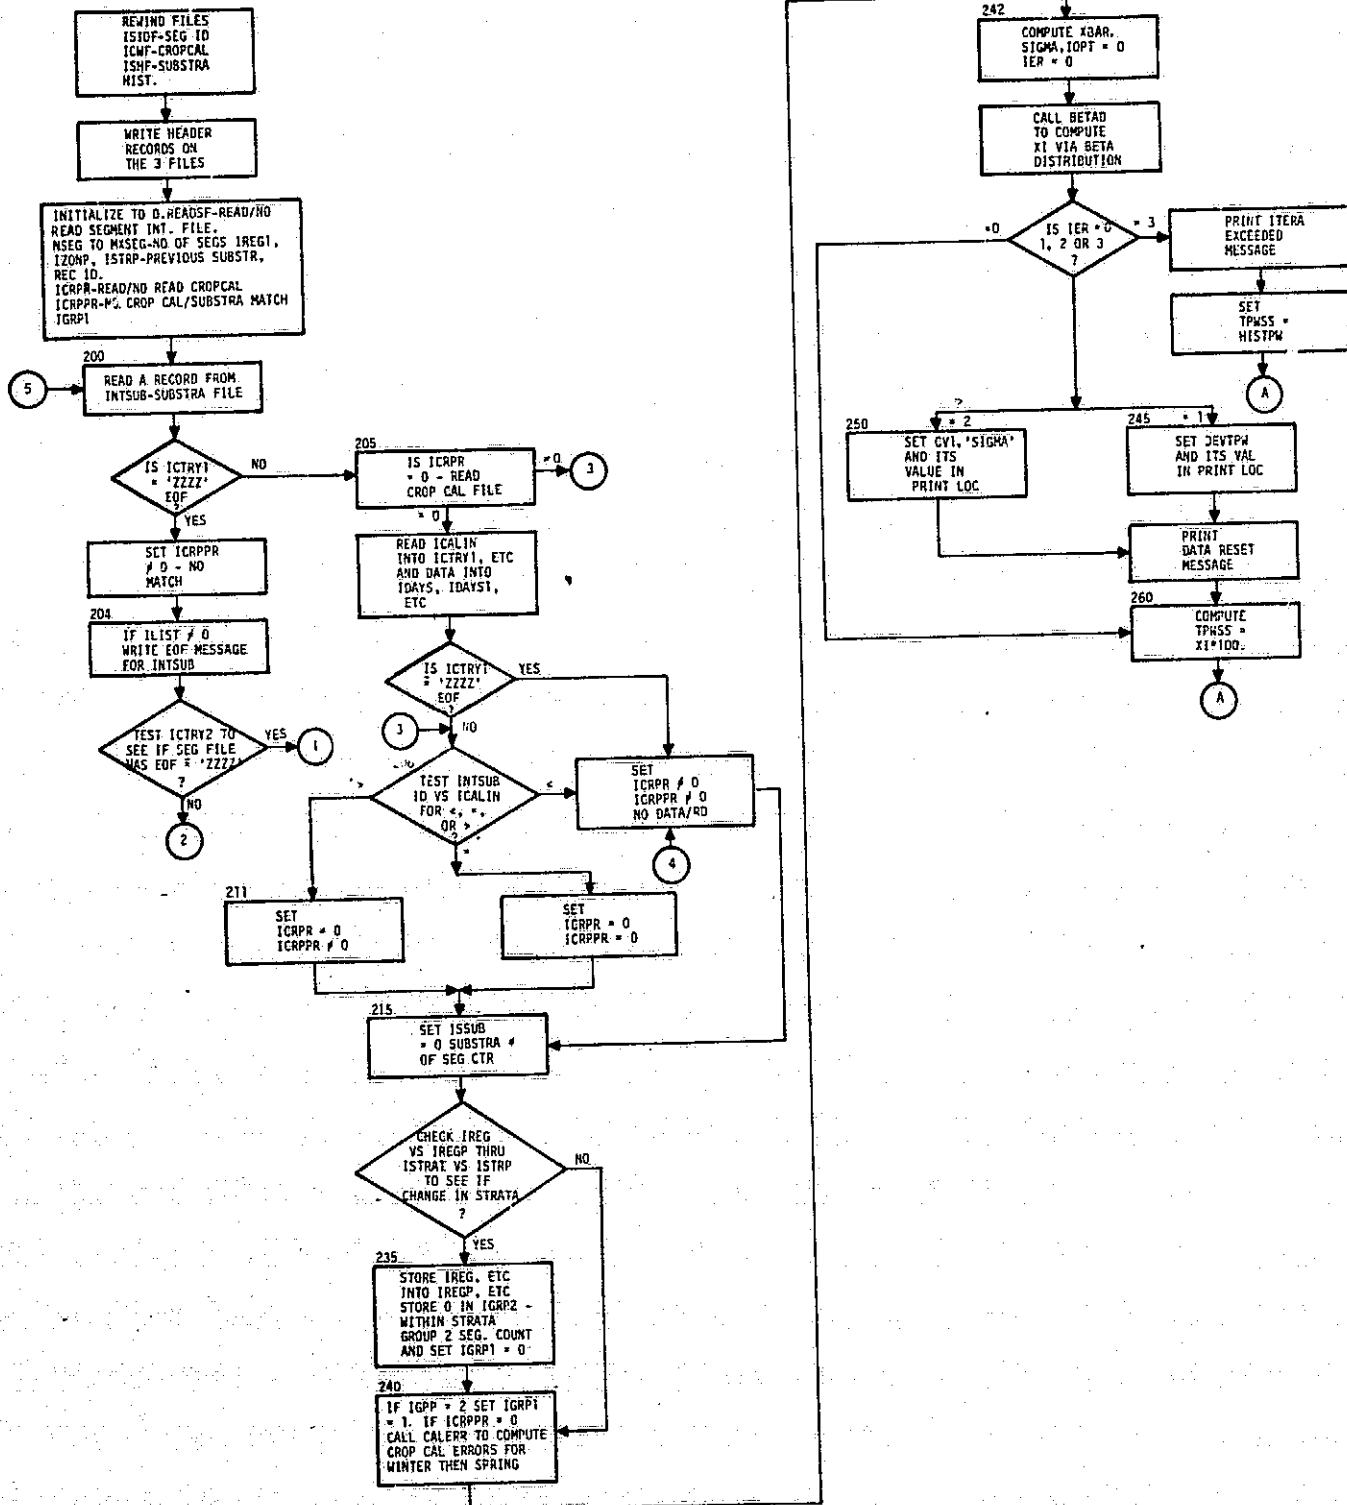 REWIND FILES
ISIDF-SEG ID
ICWF-CROPCAL
ISHF-SUBSTRA
HIST.
WRITE HEADER
RECORDS ON
THE 3 FILES
INITIALIZE TO 0.READSF-READ/NO
READ SEGMENT INT. FILE.
NSEG TO MXSEG-NO OF SEGS IREG1,
IZONP, ISTRP-PREVIOUS SUBSTR,
REC ID.
ICRPR-READ/NO READ CROPCAL
ICRPPR-NO CROP CAL/SUBSTRA MATCH
IGRP1
200
5
READ A RECORD FROM
INTSUB-SUBSTRA FILE
IS ICTRY1
= 'ZZZZ'
EOF
?
NO
YES
SET ICRPPR
≠ 0 - NO
MATCH
204
IF ILIST ≠ 0
WRITE EOF MESSAGE
FOR INTSUB
TEST ICTRY2 TO
SEE IF SEG FILE
HAS EOF = 'ZZZZ'
?
YES
1
NO
2
205
IS ICRPR
= 0 - READ
CROP CAL FILE
≠0
3
= 0
READ ICALIN
INTO ICTRY1, ETC
AND DATA INTO
IDAYS, IDAYS1,
ETC
IS ICTRY1
= 'ZZZZ'
EOF
?
YES
NO
3
TEST INTSUB
ID VS ICALIN
FOR <, =,
OR >
?
>
<
=
SET
ICRPR ≠ 0
ICRPPR ≠ 0
NO DATA/RD
4
211
SET
ICRPR = 0
ICRPPR ≠ 0
SET
ICRPR = 0
ICRPPR = 0
215
SET ISSUB
= 0 SUBSTRA #
OF SEG CTR
CHECK IREG
VS IREGP THRU
ISTRAT VS ISTRP
TO SEE IF
CHANGE IN STRATA
?
NO
YES
235
STORE IREG, ETC
INTO IREGP, ETC
STORE 0 IN IGRP2 -
WITHIN STRATA
GROUP 2 SEG. COUNT
AND SET IGRP1 = 0
240
IF IGPP = 2 SET IGRP1
= 1. IF ICRPPR = 0
CALL CALERR TO COMPUTE
CROP CAL ERRORS FOR
WINTER THEN SPRING
242
COMPUTE XBAR,
SIGMA,IOPT = 0
IER = 0
CALL BETAD
TO COMPUTE
XI VIA BETA
DISTRIBUTION
IS IER =0
1, 2 OR 3
?
=0
= 3
PRINT ITERA
EXCEEDED
MESSAGE
SET
TPWSS =
HISTPW
A
?
= 2
250
SET CV1, 'SIGMA'
AND ITS
VALUE IN
PRINT LOC
= 1
245
SET DEVTPW
AND ITS VAL
IN PRINT LOC
PRINT
DATA RESET
MESSAGE
260
COMPUTE
TPWSS =
XI*100.
A